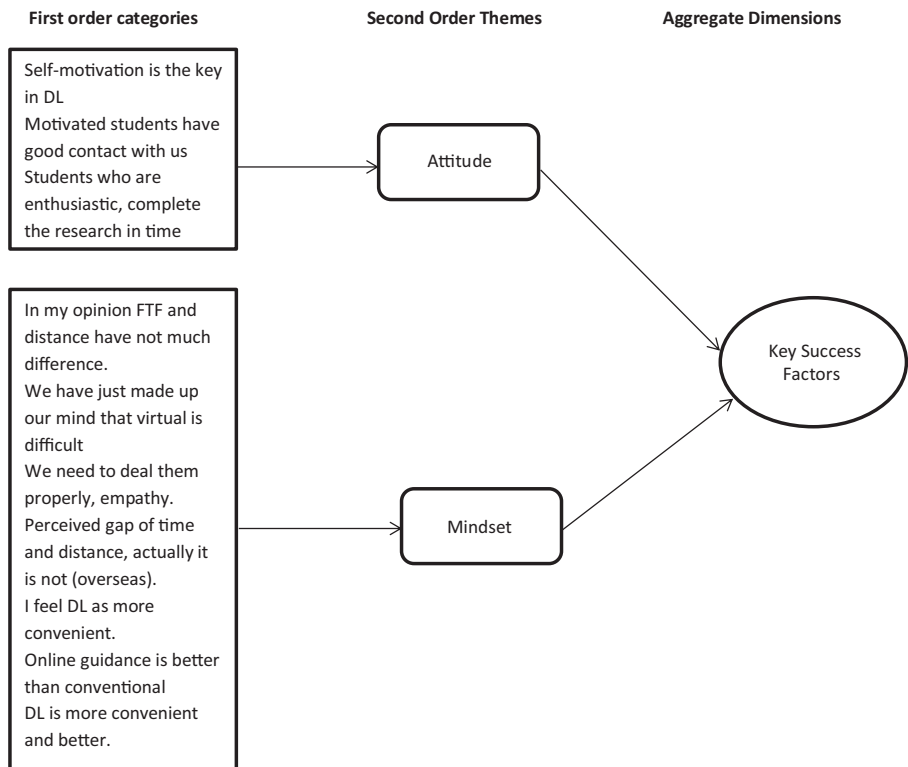 First order categories
Second Order Themes
Aggregate Dimensions
Self-motivation is the key
in DL
Motivated students have
good contact with us
Students who are
enthusiastic, complete
the research in time
Attitude
In my opinion FTF and
distance have not much
difference.
We have just made up
our mind that virtual is
difficult
We need to deal them
properly, empathy.
Perceived gap of time
and distance, actually it
is not (overseas).
I feel DL as more
convenient.
Online guidance is better
than conventional
DL is more convenient
and better.
Mindset
Key Success
Factors